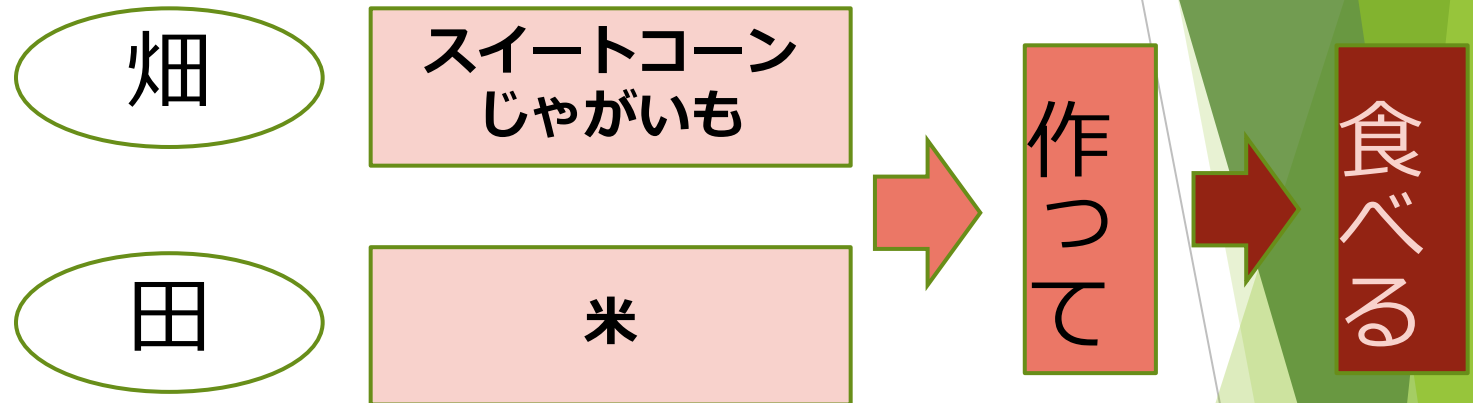 畑
スイートコーン
じゃがいも
田
米
作って
食べる